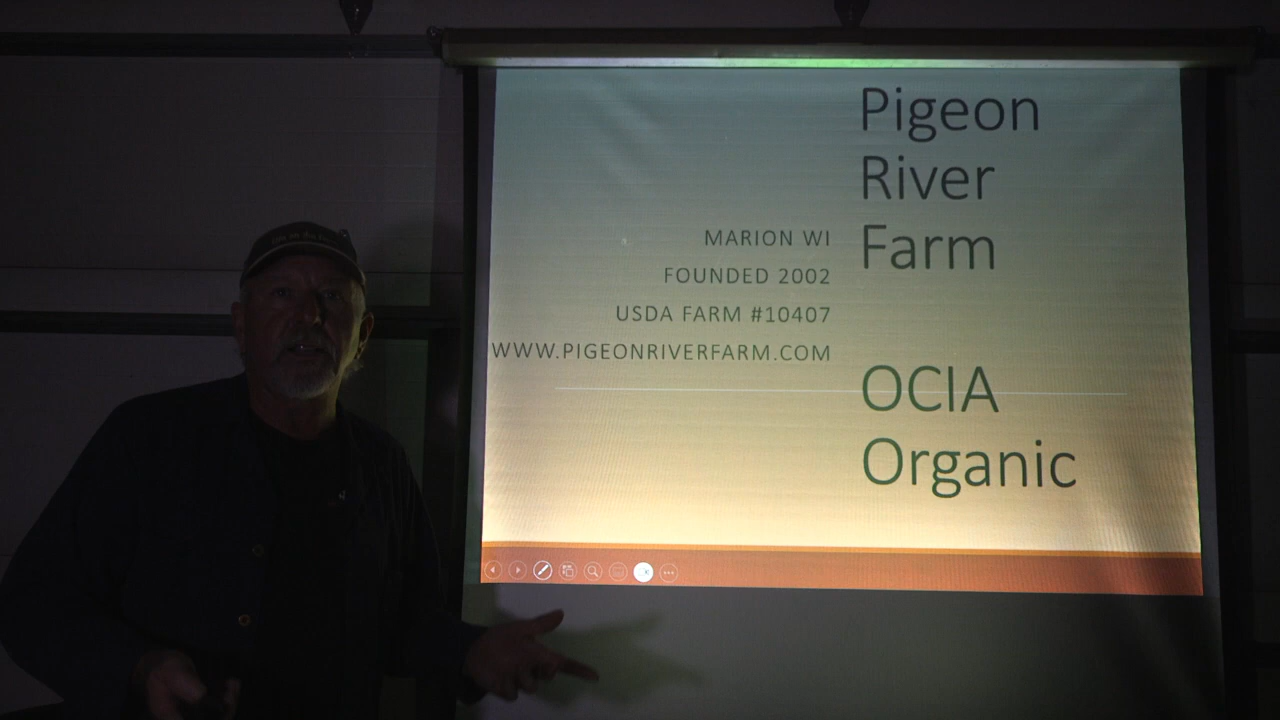 Pigeon
River
Farm
OCIA
Organic
MARION WI
FOUNDED 2002
USDA FARM #10407
WWW.PIGEONRIVERFARM.COM